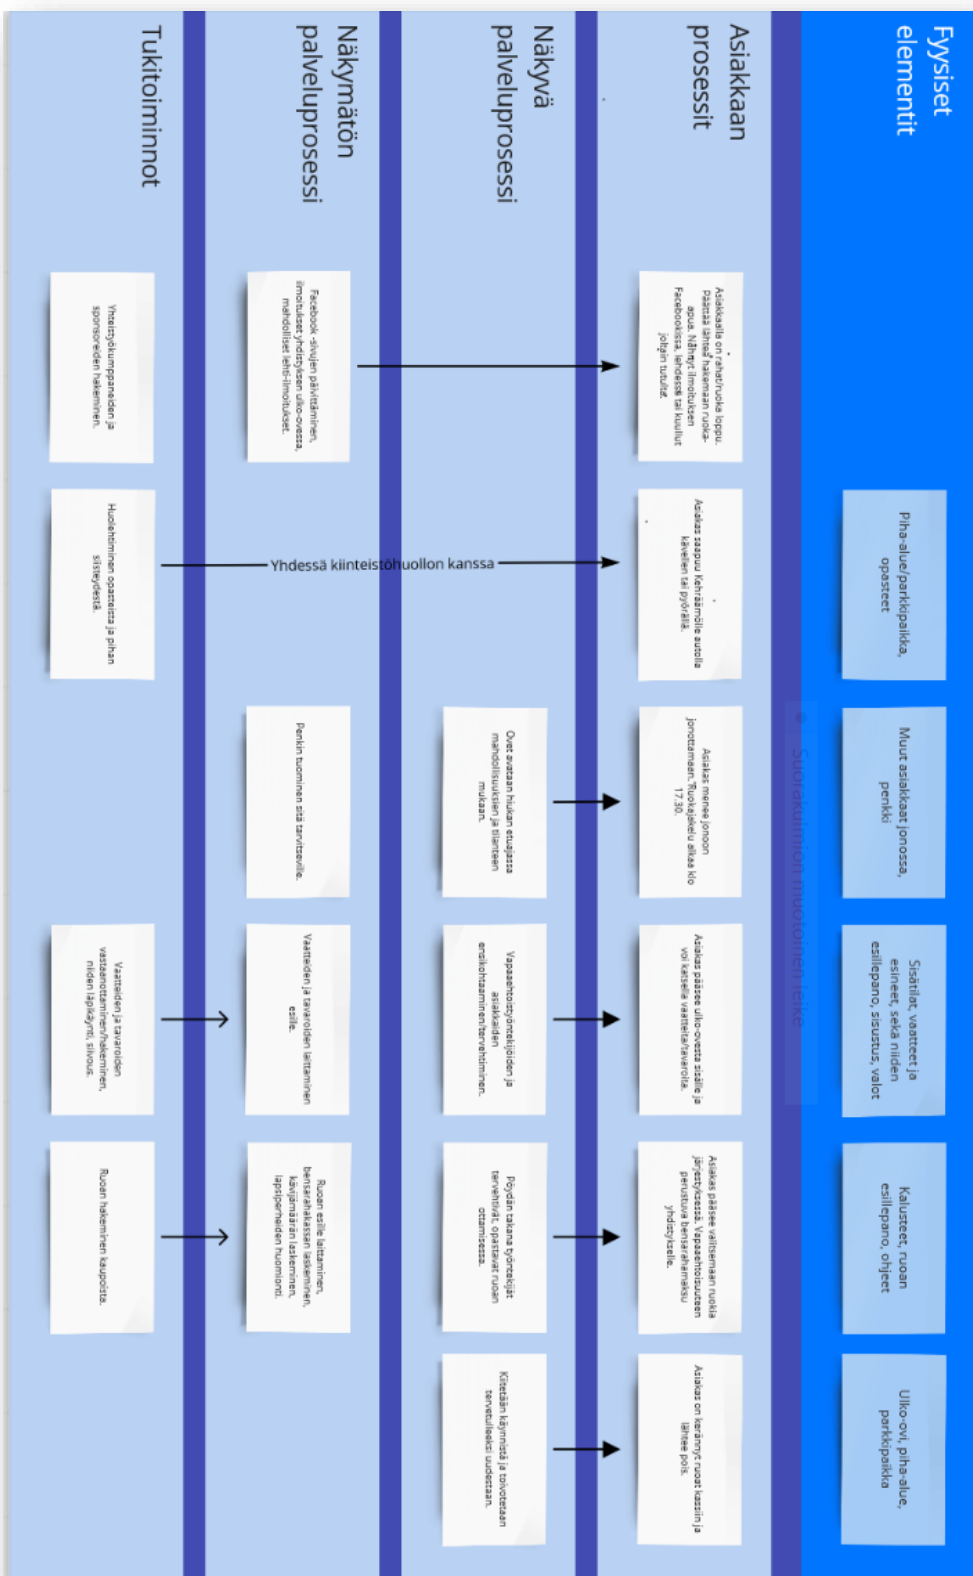 Fyysiset
elementit
Piha-alue/parkkipaikka,
opasteet
Muut asiakkaat jonossa,
penkki
Sisätilat, vaatteet ja
esineet, sekä niiden
esillepano, sisustus, valot
Kalusteet, ruoan
esillepano, ohjeet
Ulko-ovi, piha-alue,
parkkipaikka
Suorakulmion muotoinen leike
Asiakkaan
prosessit
Asiakkaalla on rahat/ruoka loppu.
Päättää lähteä hakemaan ruoka-
apua. Nähnyt ilmoituksen
Facebookissa, lehdessä tai kuullut
joltain tutulta.
Asiakas saapuu Kehräämölle autolla
kävellen tai pyörällä.
Asiakas menee jonoon
jonottamaan. Ruokajakelu alkaa klo
17.30.
Asiakas pääsee ulko-ovesta sisälle ja
voi katsella vaatteita/tavaroita.
Asiakas pääsee valitsemaan ruokia
järjestyksessä. Vapaaehtoisuuteen
perustuva bensarahamaksu
yhdistykselle.
Asiakas on kerännyt ruoat kassiin ja
lähtee pois.
Näkyvä
palveluprosessi
Ovet avataan hiukan etuajassa
mahdollisuuksien ja tilanteen
mukaan.
Vapaaehtoistyöntekijöiden ja
asiakkaiden
ensikohtaaminen/tervehtiminen.
Pöydän takana työntekijät
tervehtivät, opastavat ruoan
ottamisessa.
Kiitetään käynnistä ja toivotetaan
tervetulleeksi uudestaan.
Näkymätön
palveluprosessi
Facebook -sivujen päivittäminen,
ilmoitukset yhdistyksen ulko-ovessa,
mahdolliset lehti-ilmoitukset.
Yhdessä kiinteistöhuollon kanssa
Penkin tuominen sitä tarvitseville.
Vaatteiden ja tavaroiden laittaminen
esille.
Ruoan esille laittaminen,
bensarahakassan laskeminen,
kävijämäärän laskeminen,
lapsiperheiden huomiointi.
Tukitoiminnot
Yhteistyökumppaneiden ja
sponsoreiden hakeminen.
Huolehtiminen opasteista ja pihan
siisteydestä.
Vaatteiden ja tavaroiden
vastaanottaminen/hakeminen,
niiden läpikäynti, siivous.
Ruoan hakeminen kaupoista.